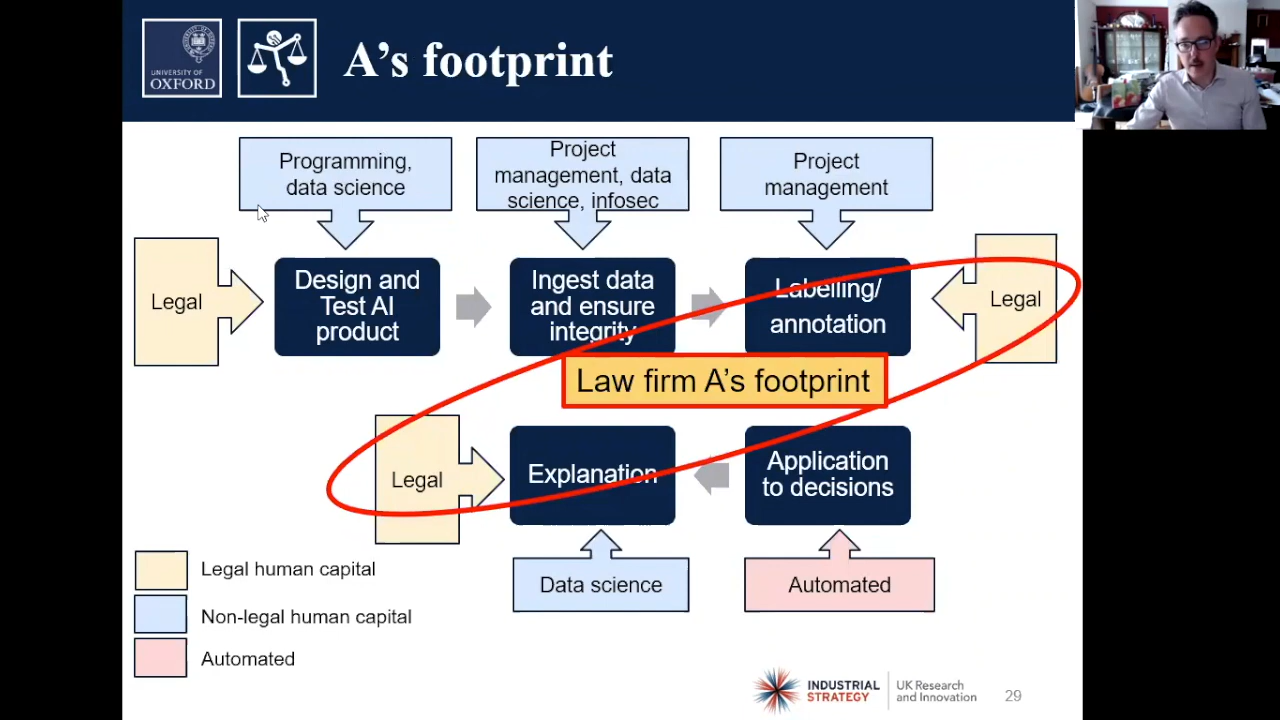 UNIVERSITY OF
OXFORD
A's footprint
Programming,
data science
Project
management, data
science, infosec
Project
management
Legal
Design and
Test AI
product
Ingest data
and ensure
integrity
Labelling/
annotation
Legal
Law firm A's footprint
Legal
Explanation
Application
to decisions
Data science
Automated
Legal human capital
Non-legal human capital
Automated
INDUSTRIAL
STRATEGY
UK Research
and Innovation
29